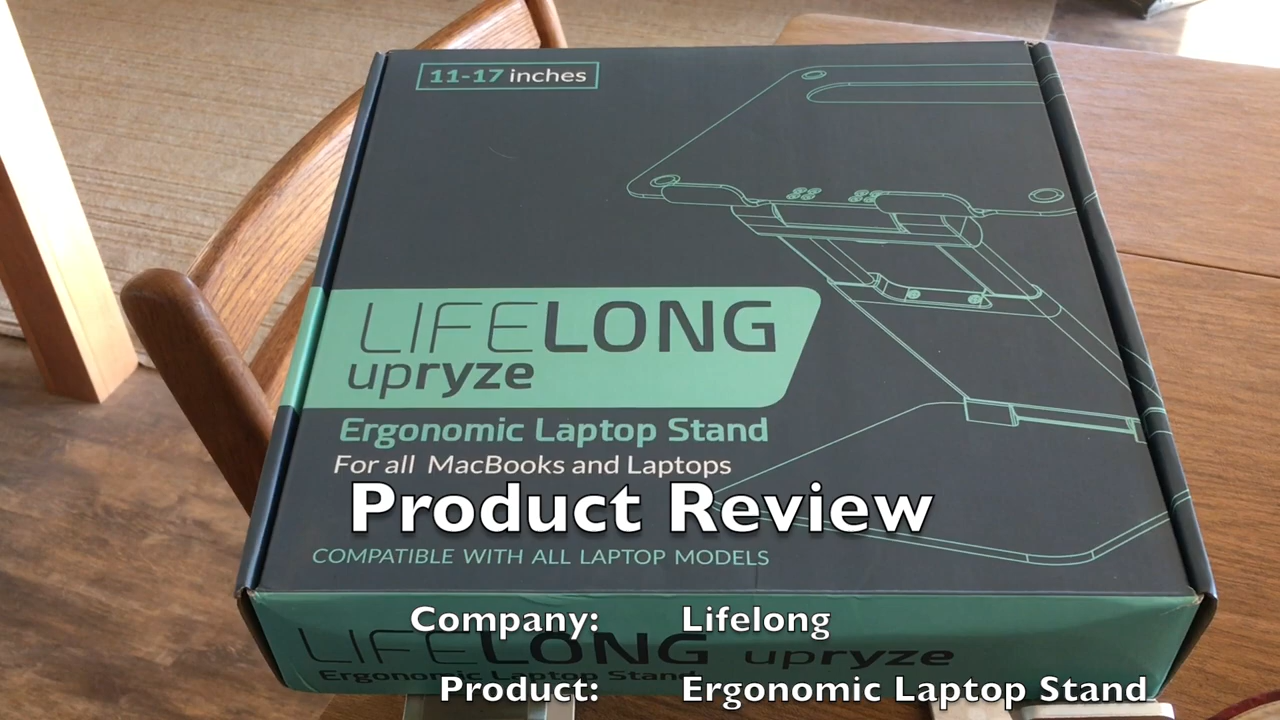 11-17 inches
LIFELONG
upryze
Ergonomic Laptop Stand
For all MacBooks and Laptops
Product Review
COMPATIBLE WITH ALL LAPTOP MODELS
Company: Lifelong
LIFELONG upryze
Ergonomic Laptop Stand
Product: Ergonomic Laptop Stand